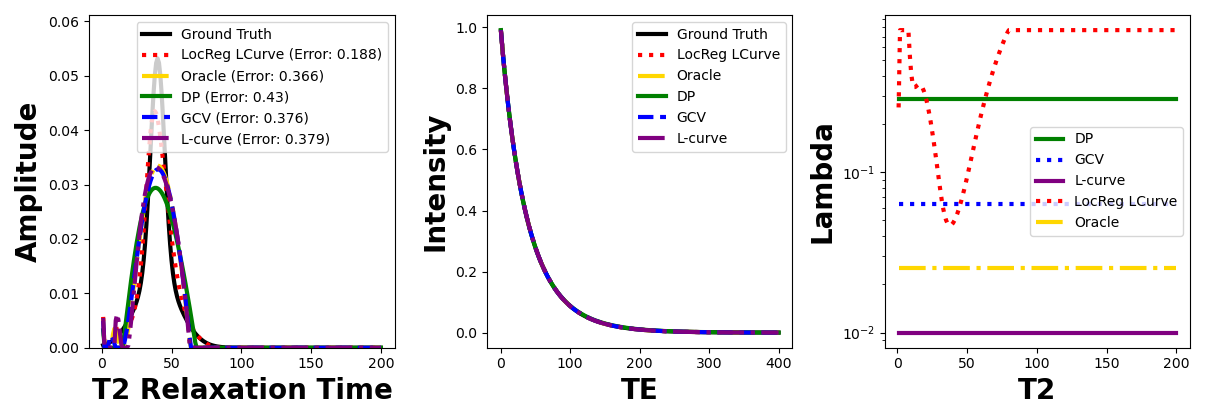 0.06
0.05
0.04
0.03
0.02
0.01
0.00
Amplitude
Ground Truth
LocReg LCurve (Error: 0.188)
Oracle (Error: 0.366)
DP (Error: 0.43)
GCV (Error: 0.376)
L-curve (Error: 0.379)
0 50 100 150 200
T2 Relaxation Time
1.0
0.8
0.6
0.4
0.2
0.0
Intensity
Ground Truth
LocReg LCurve
Oracle
DP
GCV
L-curve
0 100 200 300 400
TE
10⁻¹
10⁻²
Lambda
DP
GCV
L-curve
LocReg LCurve
Oracle
0 50 100 150 200
T2